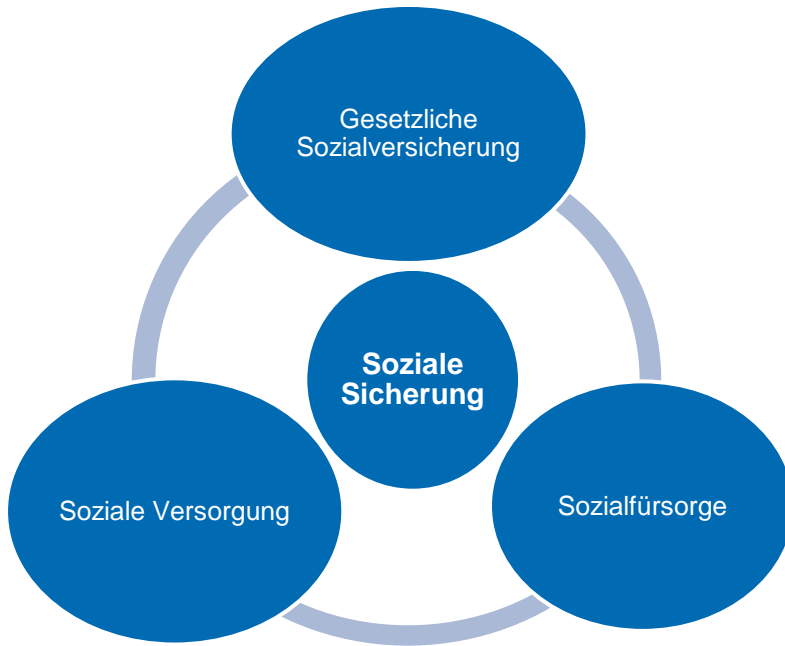 Gesetzliche
Sozialversicherung
Soziale
Sicherung
Soziale Versorgung
Sozialfürsorge